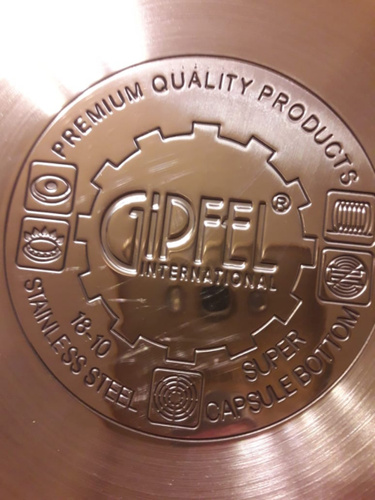 PREMIUM QUALITY PRODUCTS
GIPFEL®
INTERNATIONAL
18-10
STAINLESS STEEL
SUPER
CAPSULE BOTTOM